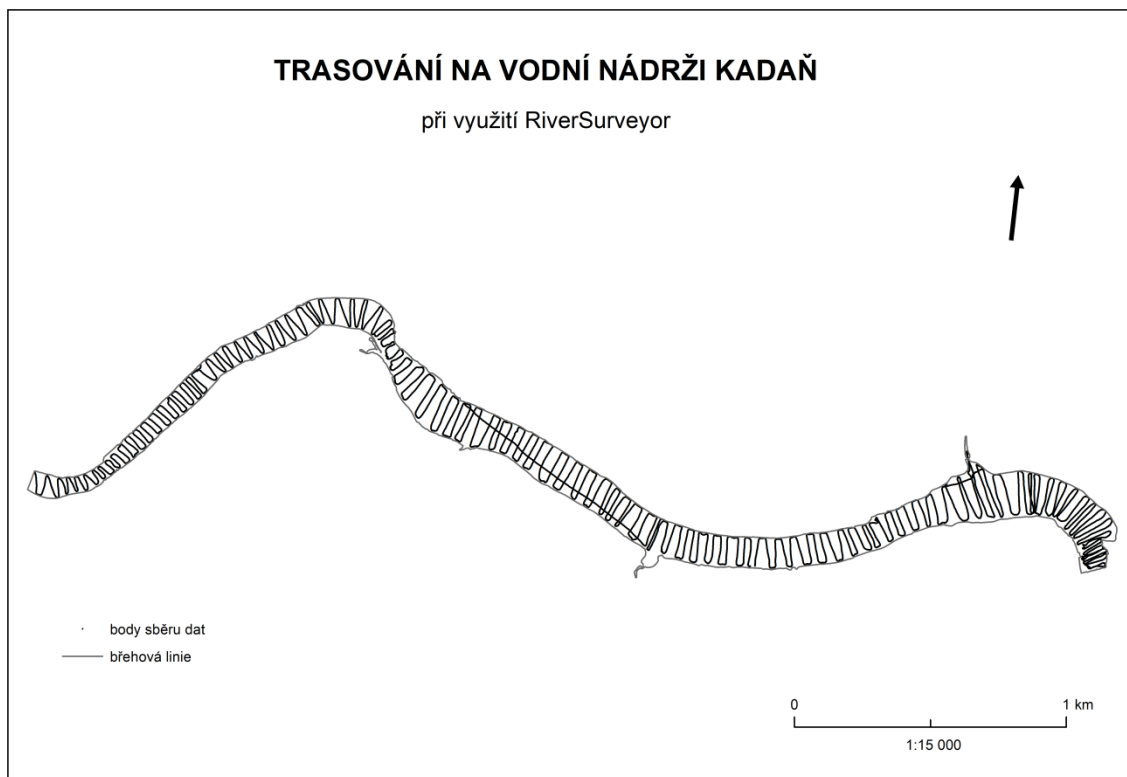 TRASOVÁNÍ NA VODNÍ NÁDRŽI KADAŇ
při využití RiverSurveyor
body sběru dat
břehová linie
0 1 km
1:15 000